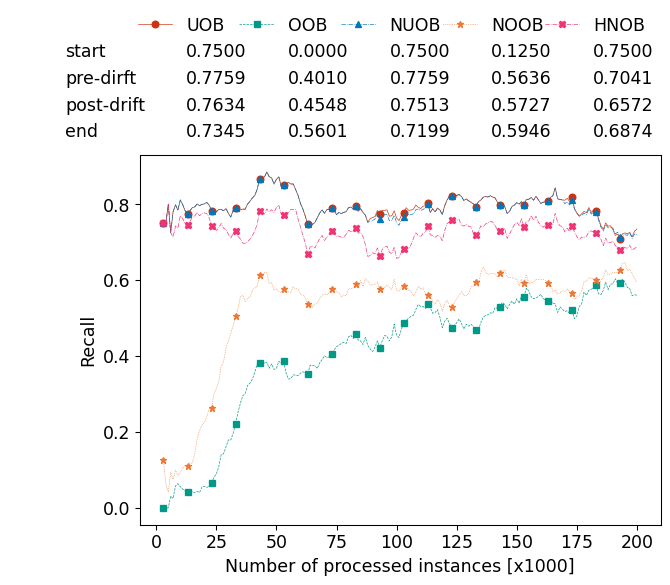 UOB OOB NUOB NOOB HNOB
start 0.7500 0.0000 0.7500 0.1250 0.7500
pre-dirft 0.7759 0.4010 0.7759 0.5636 0.7041
post-drift 0.7634 0.4548 0.7513 0.5727 0.6572
end 0.7345 0.5601 0.7199 0.5946 0.6874
0.8
0.6
0.4
0.2
0.0
Recall
0 25 50 75 100 125 150 175 200
Number of processed instances [x1000]